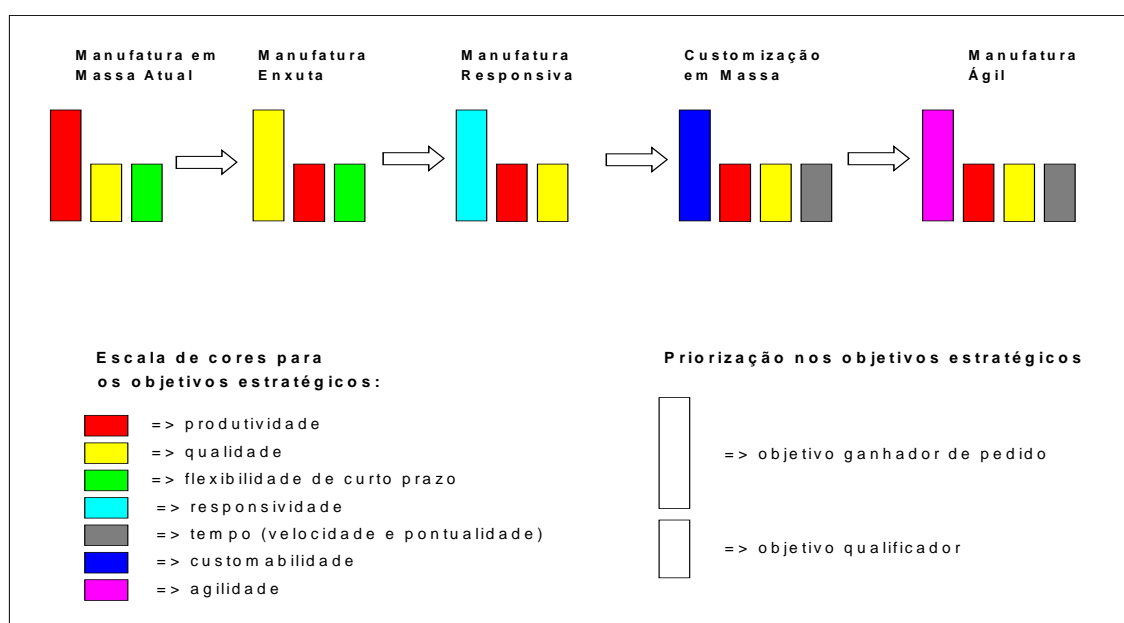 Manufatura em
Massa Atual
Manufatura
Enxuta
Manufatura
Responsiva
Customização
em Massa
Manufatura
Ágil
Escala de cores para
os objetivos estratégicos:
=> produtividade
=> qualidade
=> flexibilidade de curto prazo
=> responsividade
=> tempo (velocidade e pontualidade)
=> customabilidade
=> agilidade
Priorização nos objetivos estratégicos
=> objetivo ganhador de pedido
=> objetivo qualificador